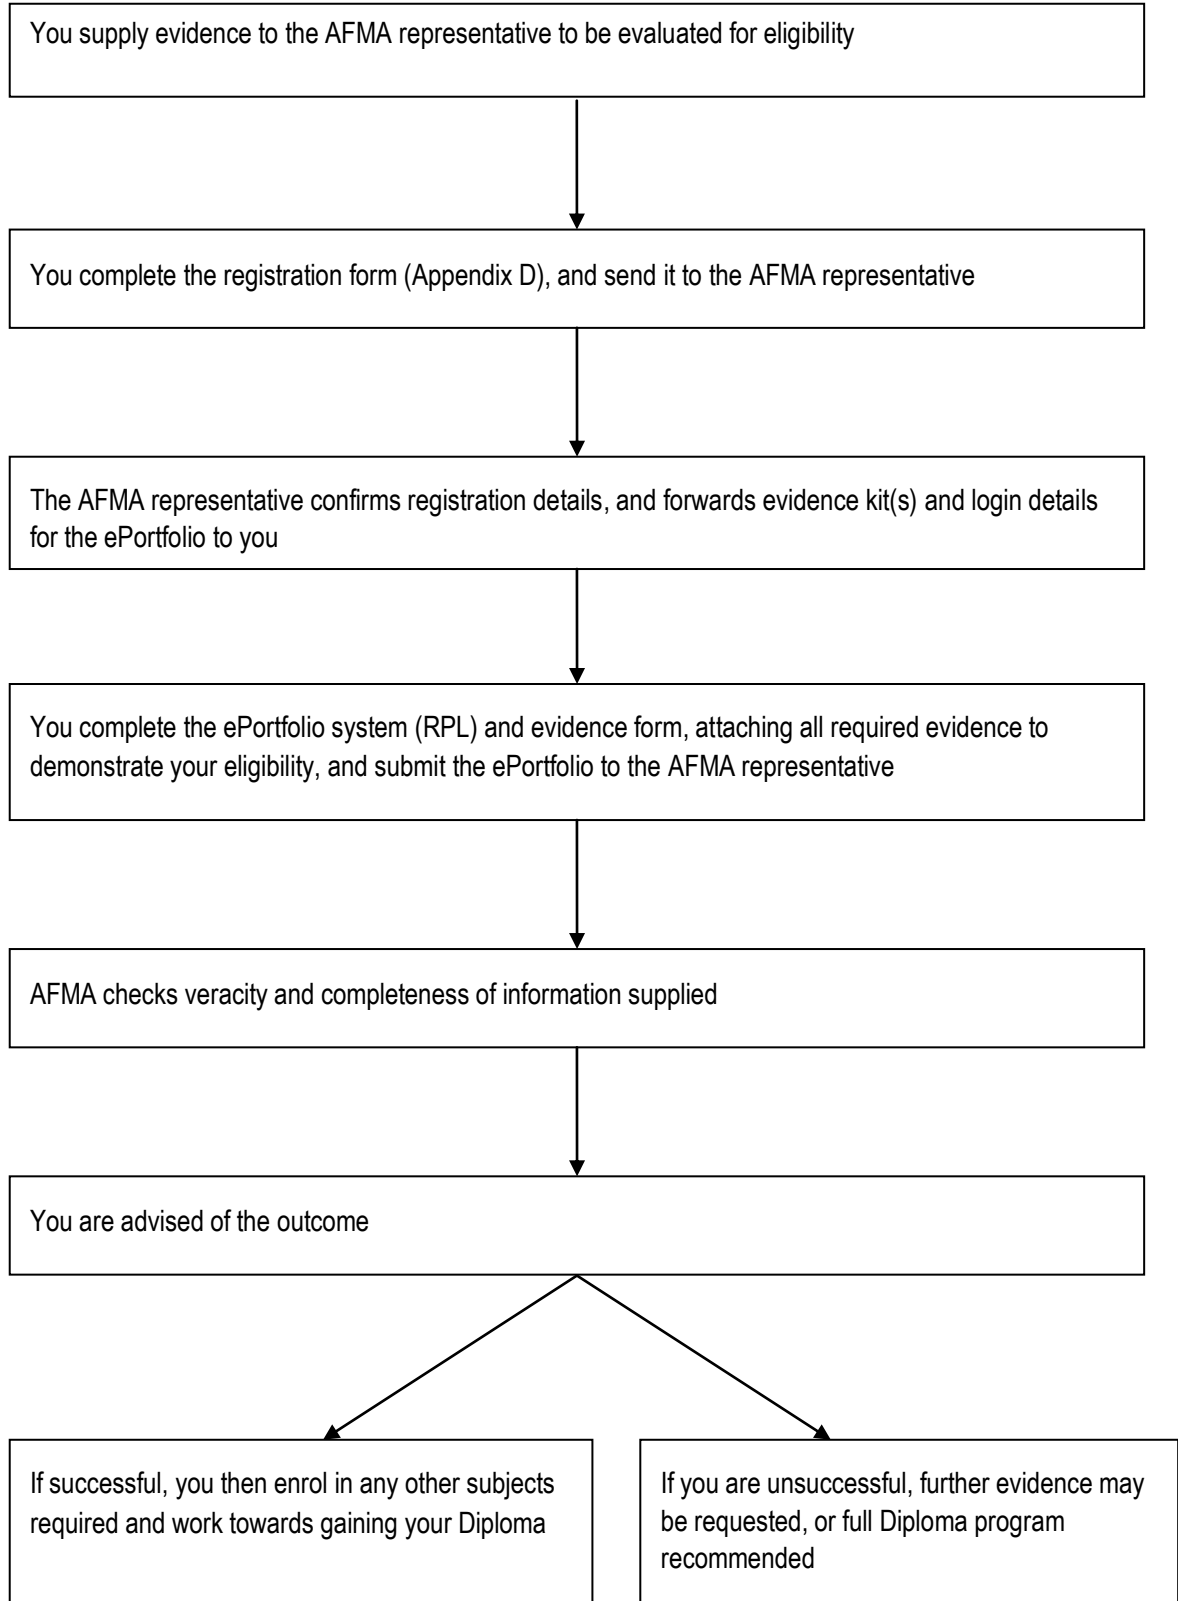 You supply evidence to the AFMA representative to be evaluated for eligibility
You complete the registration form (Appendix D), and send it to the AFMA representative
The AFMA representative confirms registration details, and forwards evidence kit(s) and login details
for the ePortfolio to you
You complete the ePortfolio system (RPL) and evidence form, attaching all required evidence to
demonstrate your eligibility, and submit the ePortfolio to the AFMA representative
AFMA checks veracity and completeness of information supplied
You are advised of the outcome
If successful, you then enrol in any other subjects
required and work towards gaining your Diploma
If you are unsuccessful, further evidence may
be requested, or full Diploma program
recommended